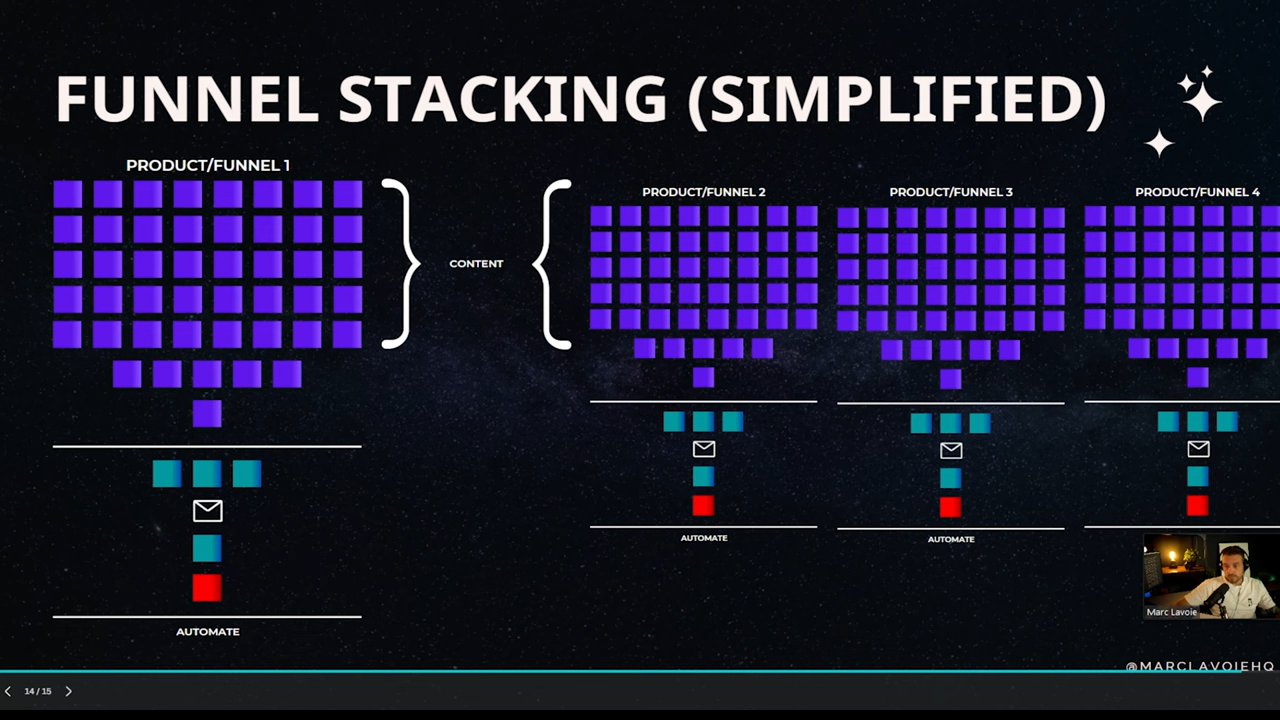 FUNNEL STACKING (SIMPLIFIED)
PRODUCT/FUNNEL 1
CONTENT
AUTOMATE
PRODUCT/FUNNEL 2
AUTOMATE
PRODUCT/FUNNEL 3
AUTOMATE
PRODUCT/FUNNEL 4
Marc Lavoie
@MARCLAVOIEHQ
14 / 15